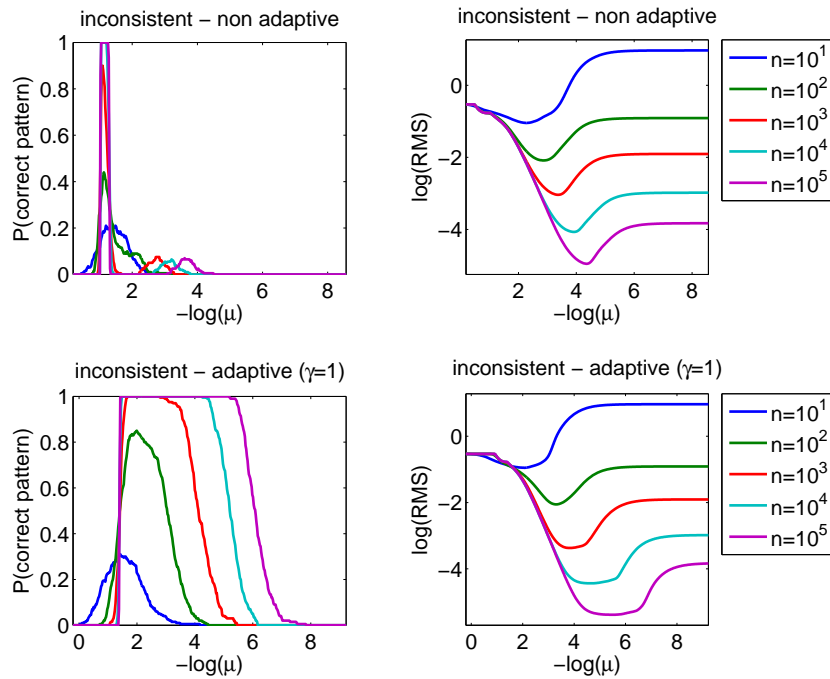 inconsistent − non adaptive
1
0.8
0.6
0.4
0.2
0
P(correct pattern)
2 4 6 8
−log(μ)
inconsistent − non adaptive
0
−2
−4
log(RMS)
2 4 6 8
−log(μ)
n=10^1
n=10^2
n=10^3
n=10^4
n=10^5
inconsistent − adaptive (γ=1)
1
0.8
0.6
0.4
0.2
0
P(correct pattern)
0 2 4 6 8
−log(μ)
inconsistent − adaptive (γ=1)
0
−2
−4
log(RMS)
0 2 4 6 8
−log(μ)
n=10^1
n=10^2
n=10^3
n=10^4
n=10^5